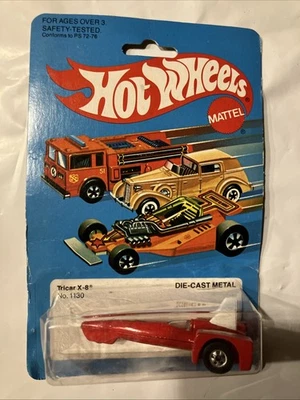 FOR AGES OVER 3.
SAFETY-TESTED.
Conforms to PS 72-76
HOT WHEELS
MATTEL
Tricar X-8®
No. 1130
DIE-CAST METAL